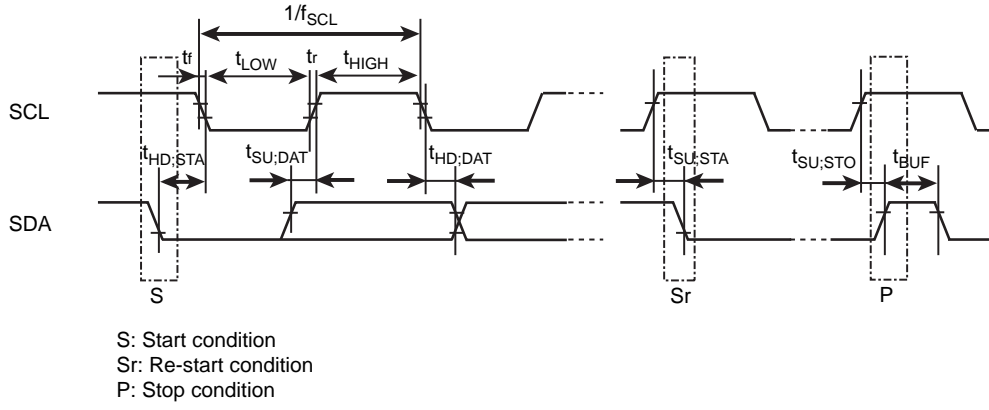 1/fSCL
tf tLOW tr tHIGH
SCL
tHD;STA tSU;DAT tHD;DAT tSU;STA tSU;STO tBUF
SDA
S Sr P
S: Start condition
Sr: Re-start condition
P: Stop condition